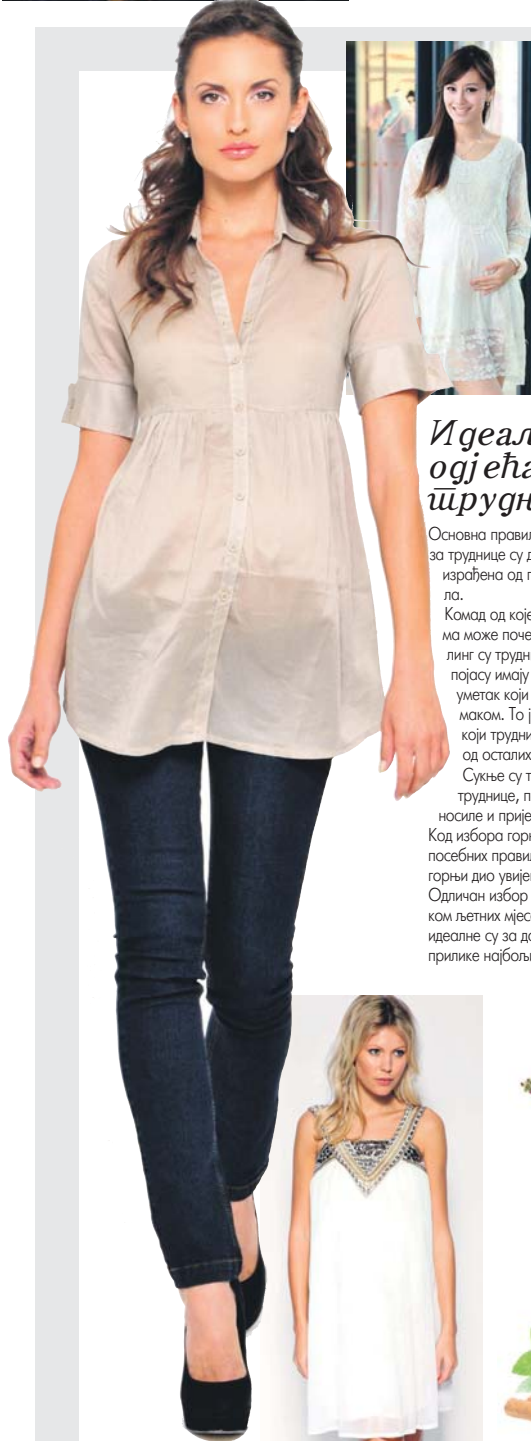 Идеал
одјећа
трудн
Основна правил
за труднице су д
израђена од п
ла.
Комад од које
ма може поче
линг су трудн
појасу имају
уметак који
маком. То ј
који трудни
од осталих
Сукње су т
труднице, п
носиле и прије
Код избора горњ
посебних правил
горњи дио увијек
Одличан избор
ком љетних мјесе
идеалне су за да
прилике најбољ